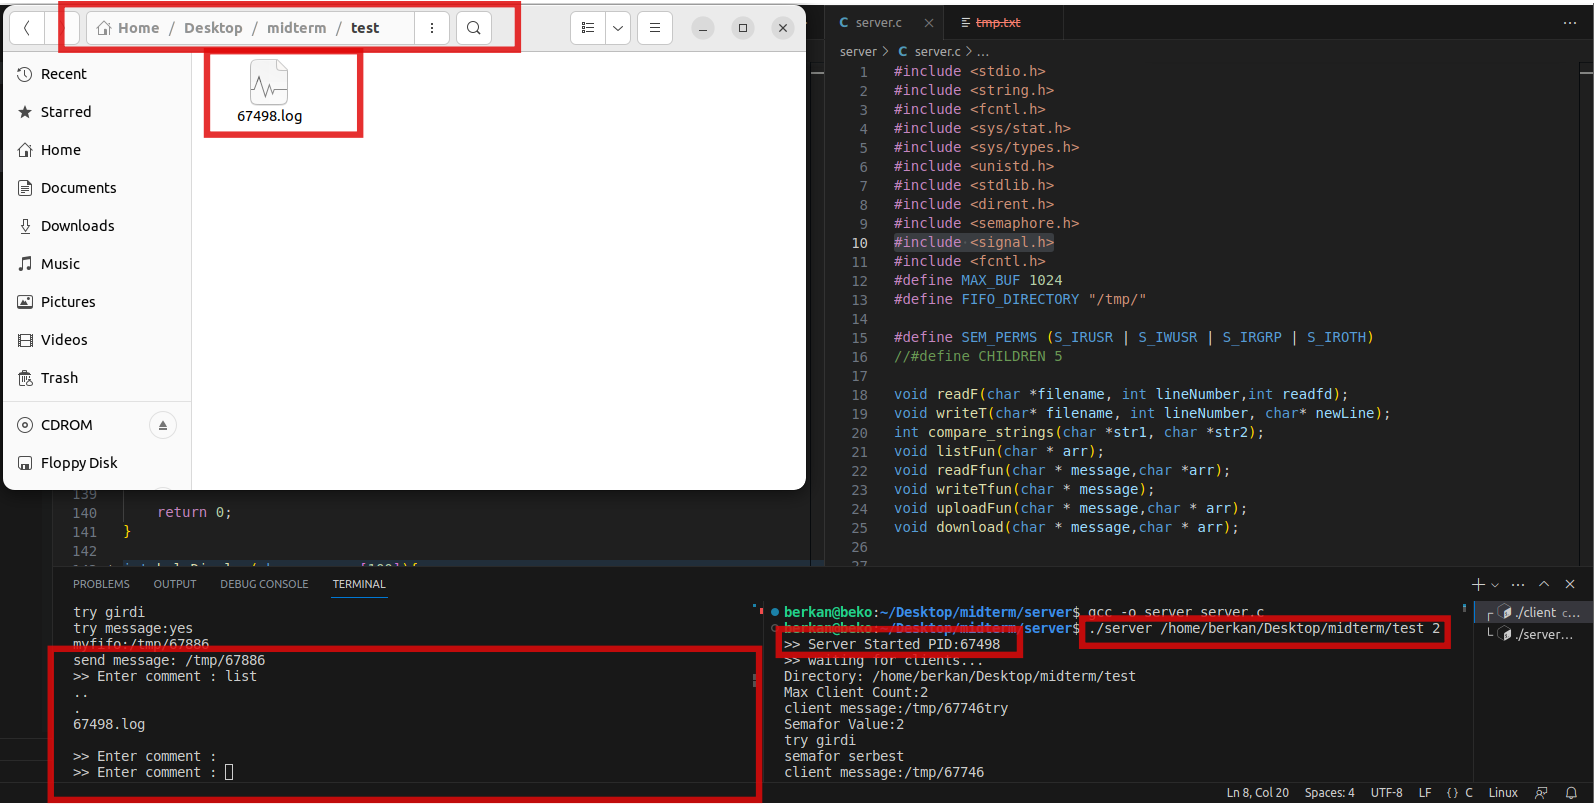 Home / Desktop / midterm / test
Recent
Starred
Home
Documents
Downloads
Music
Pictures
Videos
Trash
CDROM
Floppy Disk
67498.log
139
140 return 0;
141 }
142
C server.c
tmp.txt
server > C server.c > ...
1 #include <stdio.h>
2 #include <string.h>
3 #include <fcntl.h>
4 #include <sys/stat.h>
5 #include <sys/types.h>
6 #include <unistd.h>
7 #include <stdlib.h>
8 #include <dirent.h>
9 #include <semaphore.h>
10 #include <signal.h>
11 #include <fcntl.h>
12 #define MAX_BUF 1024
13 #define FIFO_DIRECTORY "/tmp/"
14
15 #define SEM_PERMS (S_IRUSR | S_IWUSR | S_IRGRP | S_IROTH)
16 //#define CHILDREN 5
17
18 void readF(char *filename, int lineNumber,int readfd);
19 void writeT(char* filename, int lineNumber, char* newLine);
20 int compare_strings(char *str1, char *str2);
21 void listFun(char * arr);
22 void readFfun(char * message,char *arr);
23 void writeTfun(char * message);
24 void uploadFun(char * message,char * arr);
25 void download(char * message,char * arr);
26
27
PROBLEMS OUTPUT DEBUG CONSOLE TERMINAL
try girdi
try message:yes
myfifo:/tmp/67886
send message: /tmp/67886
>> Enter comment : list
..
.
67498.log
>> Enter comment :
>> Enter comment :
berkan@beko:~/Desktop/midterm/server$ gcc -o server server.c
berkan@beko:~/Desktop/midterm/server$ ./server /home/berkan/Desktop/midterm/test 2
>> Server Started PID:67498
>> waiting for clients...
Directory: /home/berkan/Desktop/midterm/test
Max Client Count:2
client message:/tmp/67746try
Semafor Value:2
try girdi
semafor serbest
client message:/tmp/67746
./client c...
./server...
Ln 8, Col 20 Spaces: 4 UTF-8 LF {} C Linux